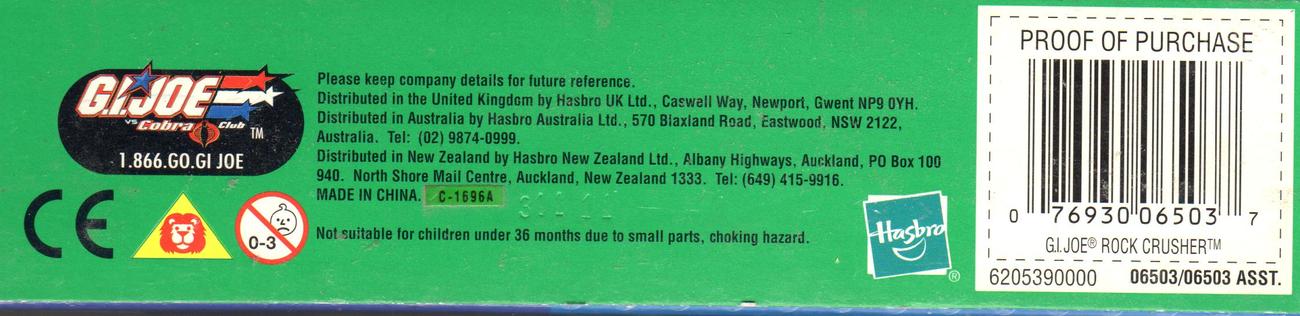 G.I.JOE
vs Cobra Club TM
1.866.GO.GI JOE
CE
0-3
Please keep company details for future reference.
Distributed in the United Kingdom by Hasbro UK Ltd., Caswell Way, Newport, Gwent NP9 0YH.
Distributed in Australia by Hasbro Australia Ltd., 570 Blaxland Road, Eastwood, NSW 2122,
Australia. Tel: (02) 9874-0999.
Distributed in New Zealand by Hasbro New Zealand Ltd., Albany Highways, Auckland, PO Box 100
940. North Shore Mail Centre, Auckland, New Zealand 1333. Tel: (649) 415-9916.
MADE IN CHINA. C-1696A
Not suitable for children under 36 months due to small parts, choking hazard.
Hasbro
®
PROOF OF PURCHASE
0 76930 06503 7
G.I.JOE® ROCK CRUSHER™
6205390000 06503/06503 ASST.